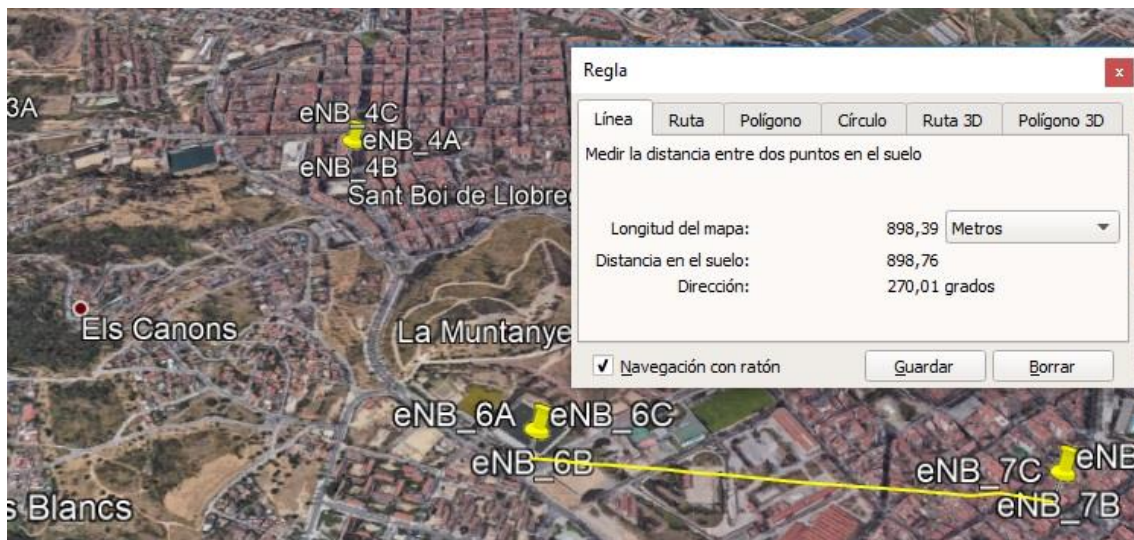 3A
eNB_4C
eNB_4A
eNB_4B
Sant Boi de Llobre
Els Canons
La Muntanye
eNB_6A
eNB_6C
eNB_6B
eNB_7C
eNB
eNB_7B
s Blancs
Regla
x
Línea Ruta Polígono Círculo Ruta 3D Polígono 3D
Medir la distancia entre dos puntos en el suelo
Longitud del mapa: 898,39 Metros
Distancia en el suelo: 898,76
Dirección: 270,01 grados
Navegación con ratón Guardar Borrar